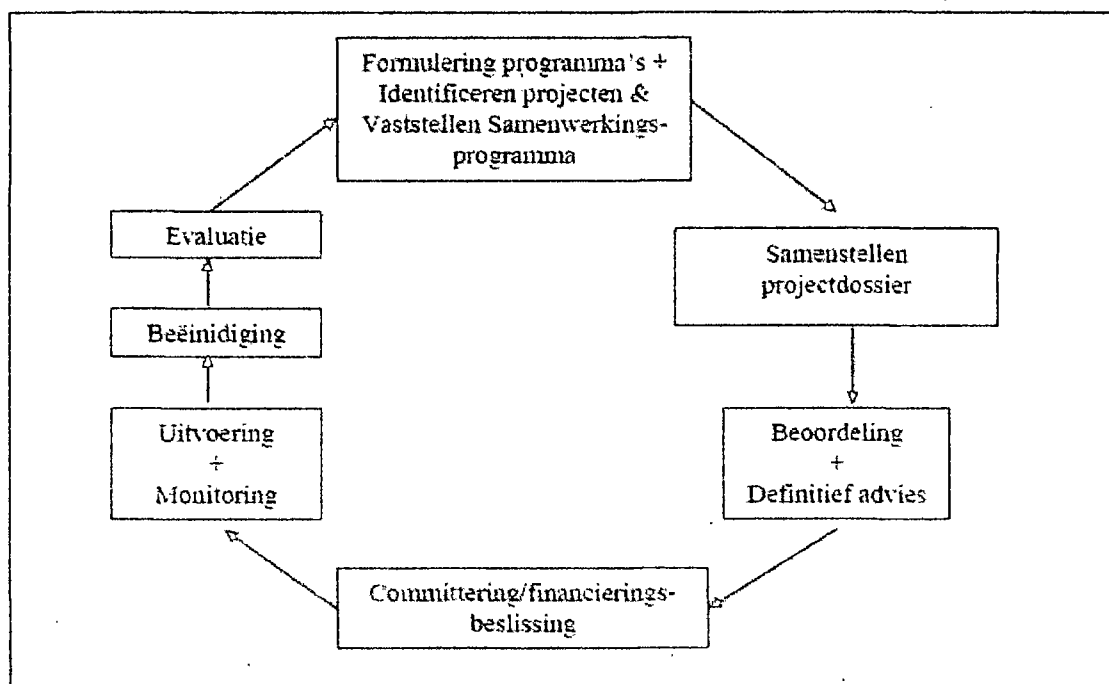 Formulering programma's +
Identificeren projecten &
Vaststellen Samenwerkings-
programma
Samenstellen
projectdossier
Beoordeling
+
Definitief advies
Committering/financierings-
beslissing
Uitvoering
+
Monitoring
Beëinidiging
Evaluatie